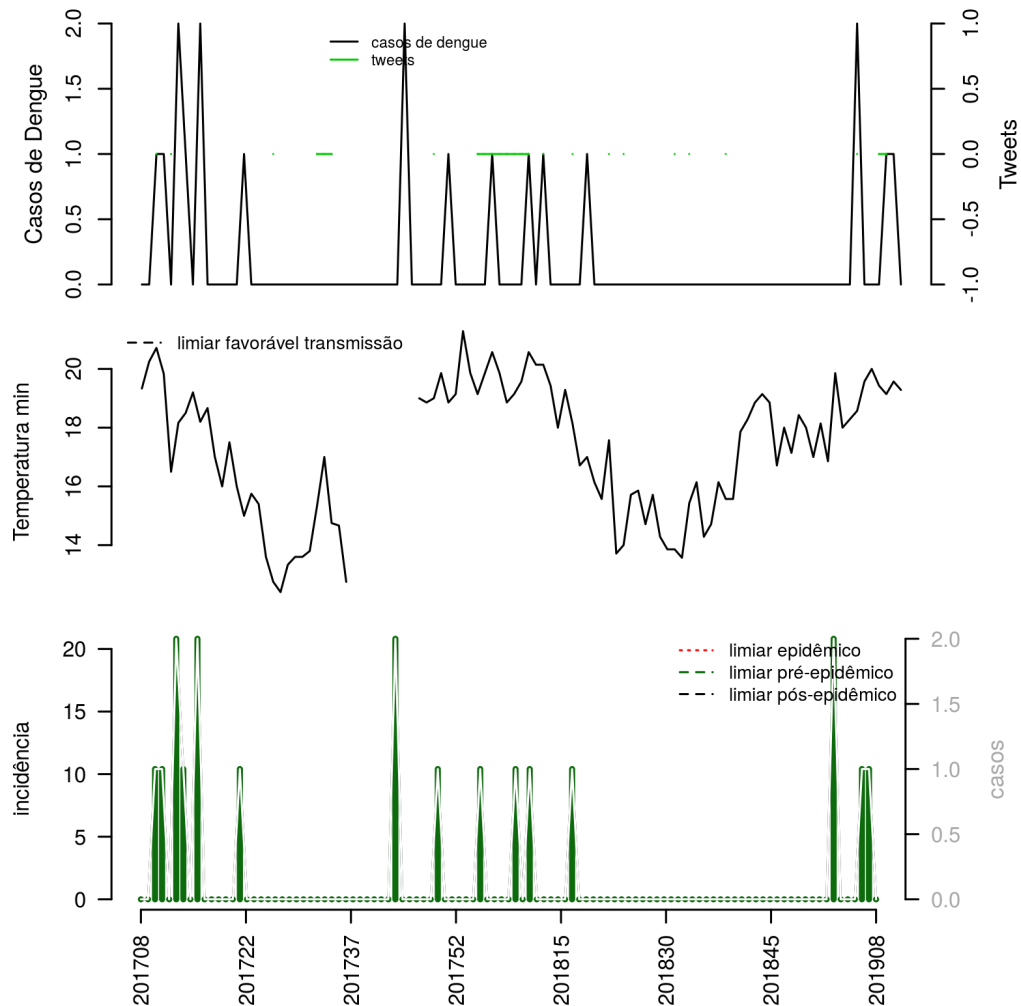 casos de dengue
tweets
Casos de Dengue
0.0 0.5 1.0 1.5 2.0
Tweets
-1.0 -0.5 0.0 0.5 1.0
limiar favorável transmissão
Temperatura min
14 16 18 20
limiar epidêmico
limiar pré-epidêmico
limiar pós-epidêmico
incidência
20
15
10
5
0
casos
2.0
1.5
1.0
0.5
0.0
201708
201722
201737
201752
201815
201830
201845
201908